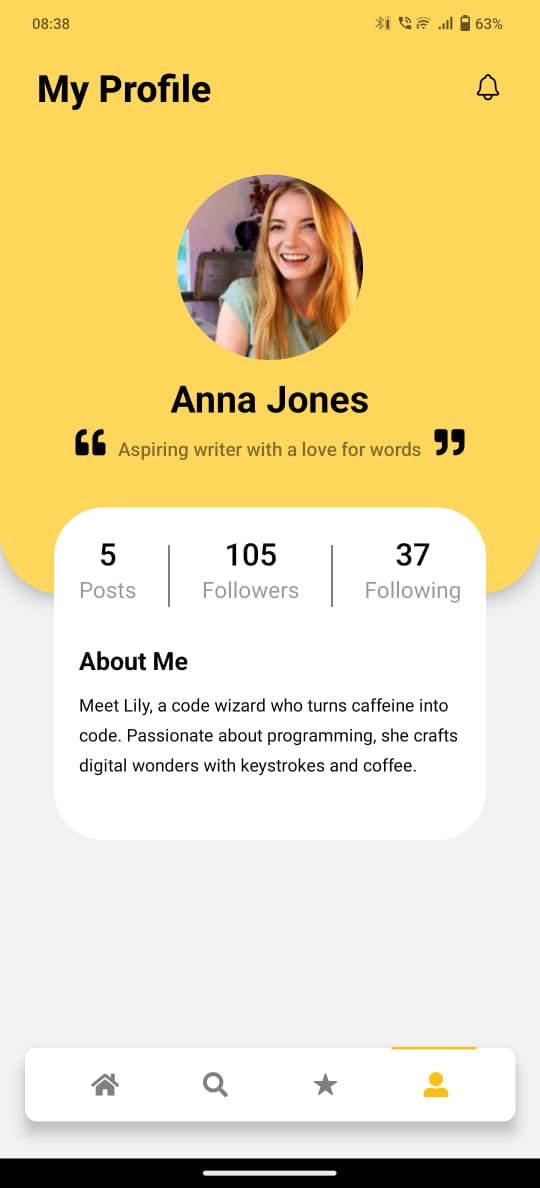 08:38 63%
My Profile
Anna Jones
“ Aspiring writer with a love for words ”
5 105 37
Posts Followers Following
About Me
Meet Lily, a code wizard who turns caffeine into
code. Passionate about programming, she crafts
digital wonders with keystrokes and coffee.